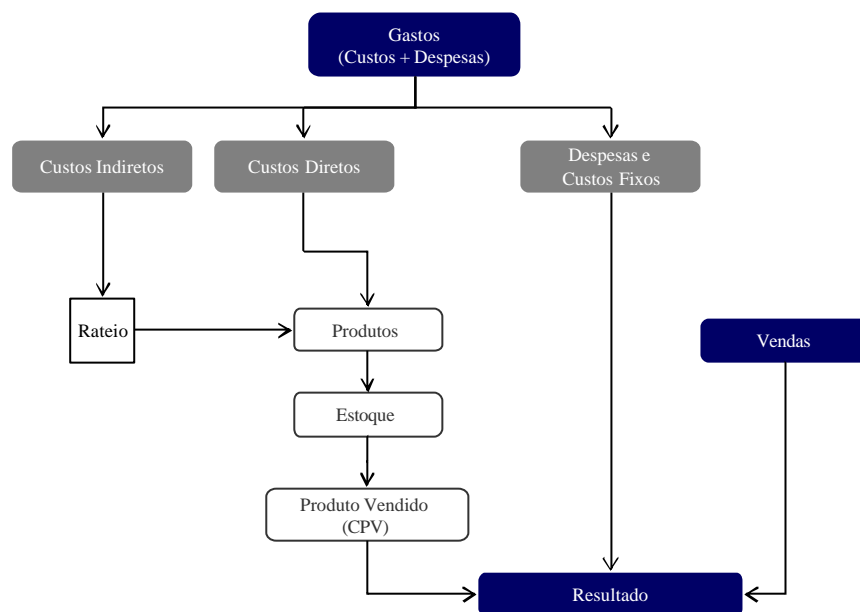 Gastos
(Custos + Despesas)
Custos Indiretos
Custos Diretos
Despesas e
Custos Fixos
Rateio
Produtos
Vendas
Estoque
Produto Vendido
(CPV)
Resultado